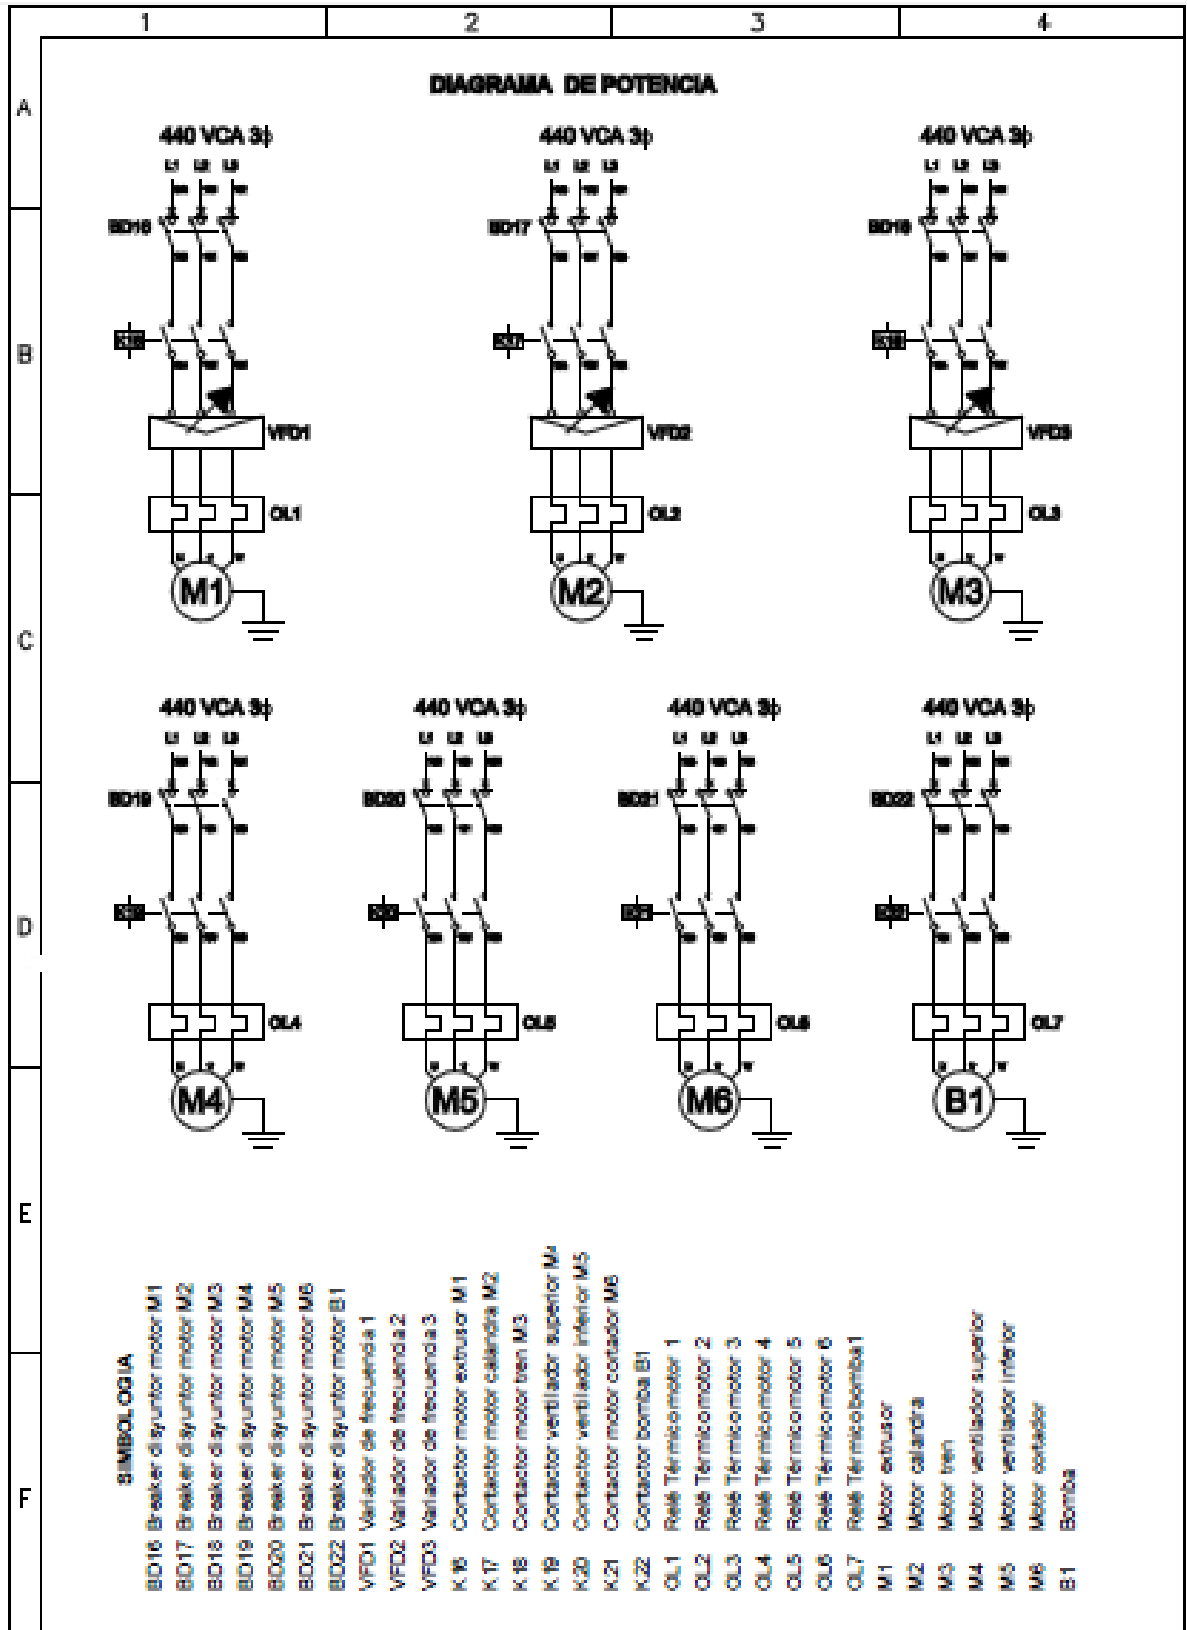 1 2 3 4
A
B
C
D
E
F
DIAGRAMA DE POTENCIA
440 VCA 3ϕ 440 VCA 3ϕ 440 VCA 3ϕ
L1 L2 L3 L1 L2 L3 L1 L2 L3
BD16 BD17 BD18
K16 K17 K18
VFD1 VFD2 VFD3
OL1 OL2 OL3
M1 M2 M3
440 VCA 3ϕ 440 VCA 3ϕ 440 VCA 3ϕ 440 VCA 3ϕ
L1 L2 L3 L1 L2 L3 L1 L2 L3 L1 L2 L3
BD19 BD20 BD21 BD22
K19 K20 K21 K22
OL4 OL5 OL6 OL7
M4 M5 M6 B1
SIMBOLOGIA
BD16 Breaker disyuntor motor M1
BD17 Breaker disyuntor motor M2
BD18 Breaker disyuntor motor M3
BD19 Breaker disyuntor motor M4
BD20 Breaker disyuntor motor M5
BD21 Breaker disyuntor motor M6
BD22 Breaker disyuntor motor B1
VFD1 Variador de frecuencia 1
VFD2 Variador de frecuencia 2
VFD3 Variador de frecuencia 3
K16 Contactor motor extrusor M1
K17 Contactor motor calandra M2
K18 Contactor motor tren M3
K19 Contactor ventilador superior M4
K20 Contactor ventilador inferior M5
K21 Contactor motor cortador M6
K22 Contactor bomba B1
OL1 Relé Térmico motor 1
OL2 Relé Térmico motor 2
OL3 Relé Térmico motor 3
OL4 Relé Térmico motor 4
OL5 Relé Térmico motor 5
OL6 Relé Térmico motor 6
OL7 Relé Térmico bomba1
M1 Motor extrusor
M2 Motor calandra
M3 Motor tren
M4 Motor ventilador superior
M5 Motor ventilador inferior
M6 Motor cortador
B1 Bomba